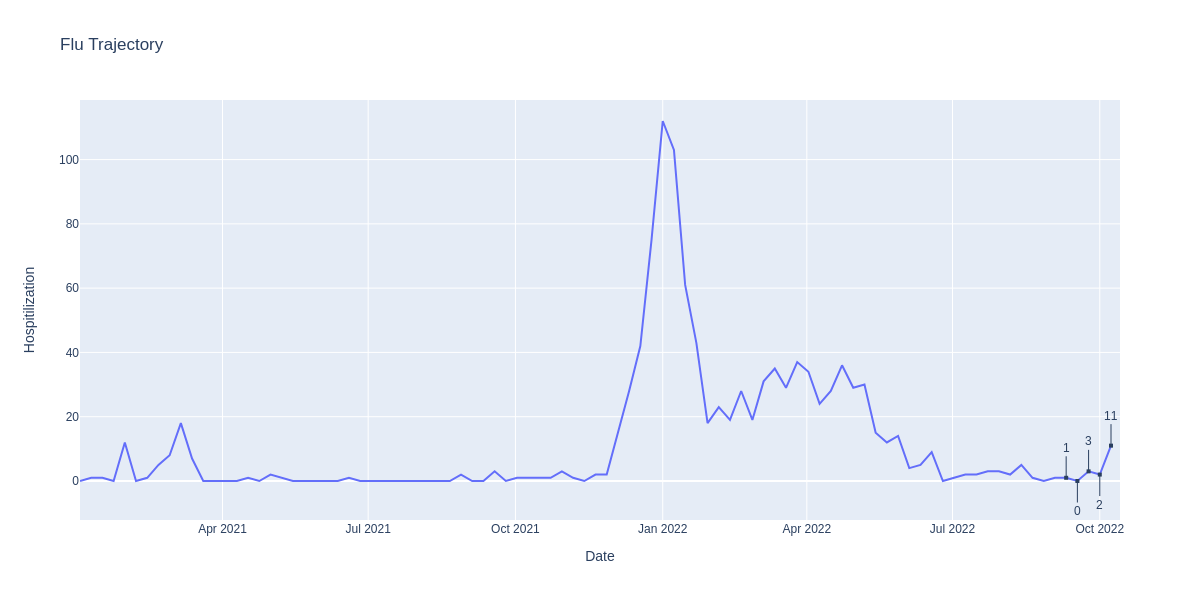 Flu Trajectory
100
80
60
40
20
0
Hospitilization
1
0
3
2
11
Apr 2021
Jul 2021
Oct 2021
Jan 2022
Apr 2022
Jul 2022
Oct 2022
Date